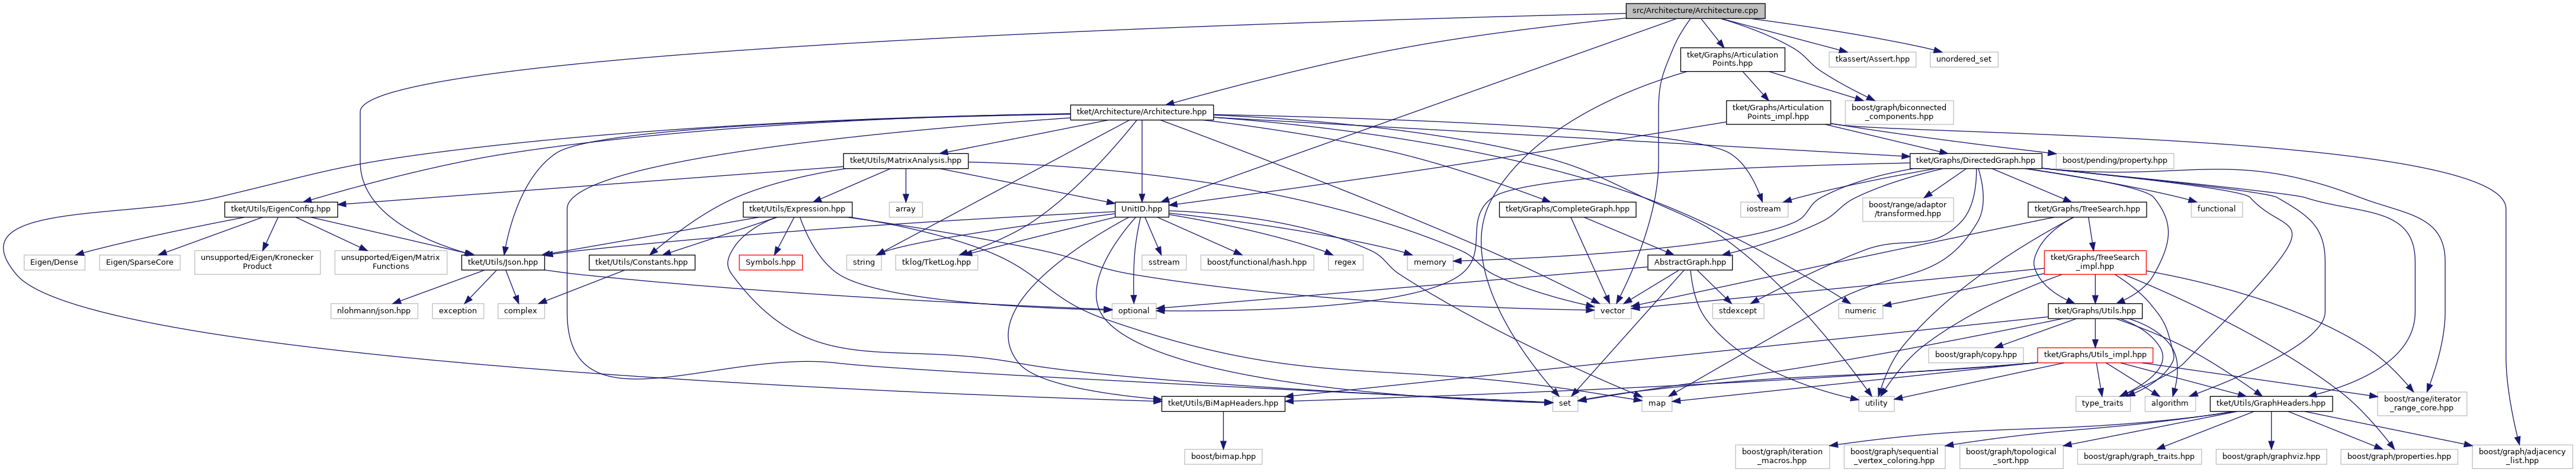 src/Architecture/Architecture.cpp
tket/Graphs/Articulation
Points.hpp
tkassert/Assert.hpp
unordered_set
tket/Architecture/Architecture.hpp
tket/Graphs/Articulation
Points_impl.hpp
boost/graph/biconnected
_components.hpp
tket/Utils/MatrixAnalysis.hpp
tket/Graphs/DirectedGraph.hpp
boost/pending/property.hpp
tket/Utils/EigenConfig.hpp
tket/Utils/Expression.hpp
array
UnitID.hpp
tket/Graphs/CompleteGraph.hpp
iostream
boost/range/adaptor
/transformed.hpp
tket/Graphs/TreeSearch.hpp
functional
Eigen/Dense
Eigen/SparseCore
unsupported/Eigen/Kronecker
Product
unsupported/Eigen/Matrix
Functions
tket/Utils/Json.hpp
tket/Utils/Constants.hpp
Symbols.hpp
string
tklog/TketLog.hpp
sstream
boost/functional/hash.hpp
regex
memory
AbstractGraph.hpp
tket/Graphs/TreeSearch
_impl.hpp
nlohmann/json.hpp
exception
complex
optional
vector
stdexcept
numeric
tket/Graphs/Utils.hpp
boost/graph/copy.hpp
tket/Graphs/Utils_impl.hpp
tket/Utils/BiMapHeaders.hpp
set
map
utility
type_traits
algorithm
tket/Utils/GraphHeaders.hpp
boost/range/iterator
_range_core.hpp
boost/bimap.hpp
boost/graph/iteration
_macros.hpp
boost/graph/sequential
_vertex_coloring.hpp
boost/graph/topological
_sort.hpp
boost/graph/graph_traits.hpp
boost/graph/graphviz.hpp
boost/graph/properties.hpp
boost/graph/adjacency
_list.hpp